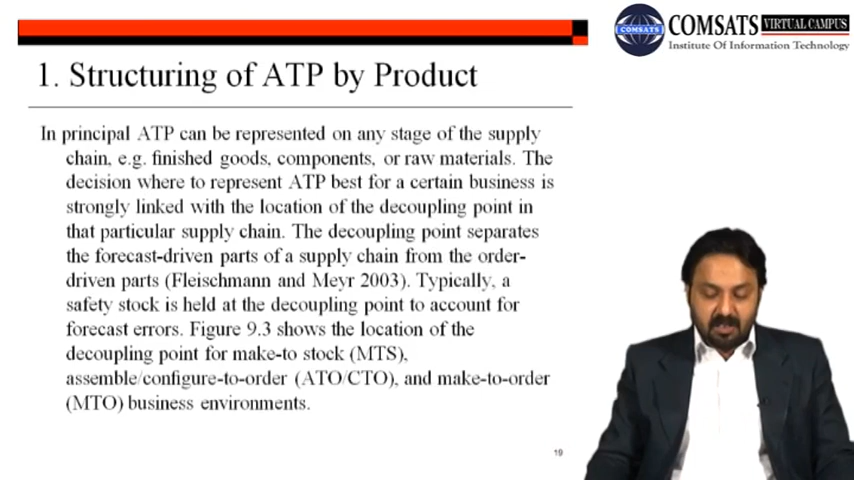 COMSATS
COMSATS VIRTUAL CAMPUS
Institute Of Information Technology
1. Structuring of ATP by Product
In principal ATP can be represented on any stage of the supply
chain, e.g. finished goods, components, or raw materials. The
decision where to represent ATP best for a certain business is
strongly linked with the location of the decoupling point in
that particular supply chain. The decoupling point separates
the forecast-driven parts of a supply chain from the order-
driven parts (Fleischmann and Meyr 2003). Typically, a
safety stock is held at the decoupling point to account for
forecast errors. Figure 9.3 shows the location of the
decoupling point for make-to stock (MTS),
assemble/configure-to-order (ATO/CTO), and make-to-order
(MTO) business environments.
19